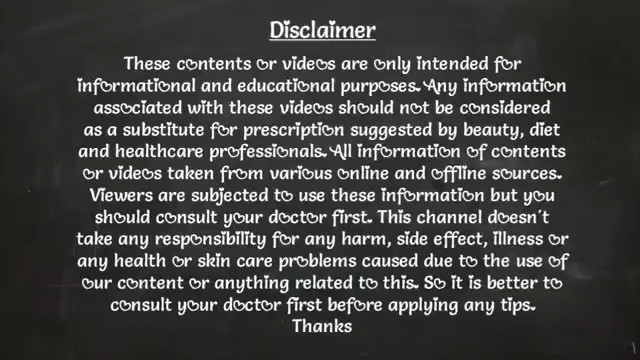 Disclaimer
These contents or videos are only intended for
informational and educational purposes. Any information
associated with these videos should not be considered
as a substitute for prescription suggested by beauty, diet
and healthcare professionals. All information of contents
or videos taken from various online and offline sources.
Viewers are subjected to use these information but you
should consult your doctor first. This channel doesn't
take any responsibility for any harm, side effect, illness or
any health or skin care problems caused due to the use of
our content or anything related to this. So it is better to
consult your doctor first before applying any tips.
Thanks